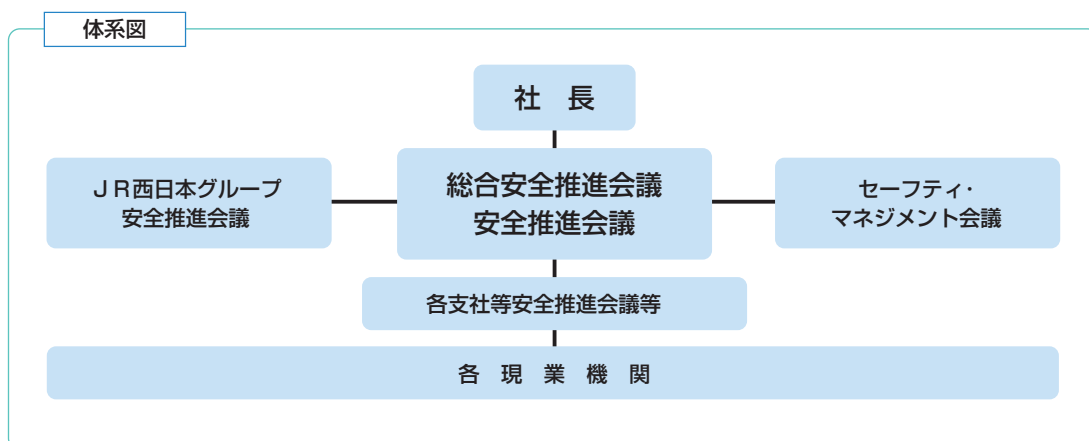 体系図
社　長
ＪＲ西日本グループ
安全推進会議
総合安全推進会議
安全推進会議
セーフティ・
マネジメント会議
各支社等安全推進会議等
各　現　業　機　関